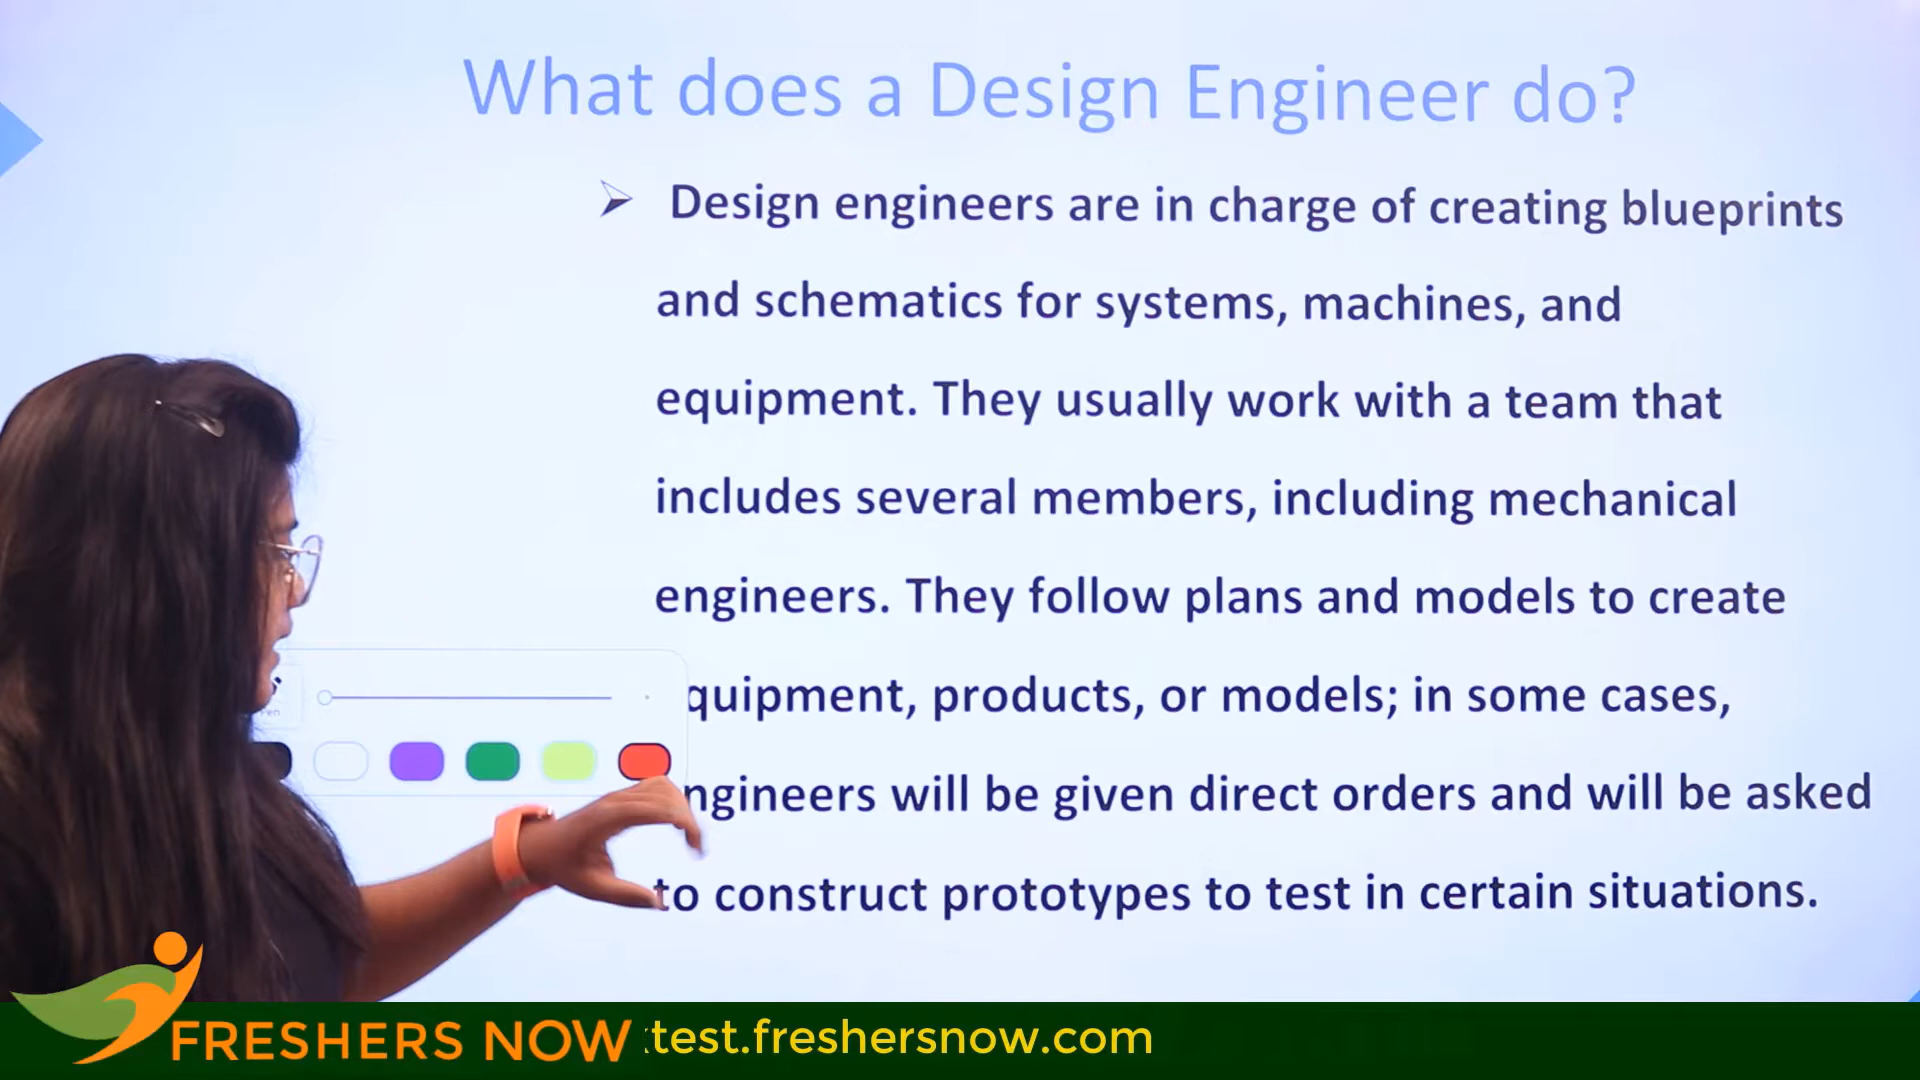 What does a Design Engineer do?
Design engineers are in charge of creating blueprints
and schematics for systems, machines, and
equipment. They usually work with a team that
includes several members, including mechanical
engineers. They follow plans and models to create
quipment, products, or models; in some cases,
ngineers will be given direct orders and will be asked
to construct prototypes to test in certain situations.
FRESHERS NOW
test.freshersnow.com